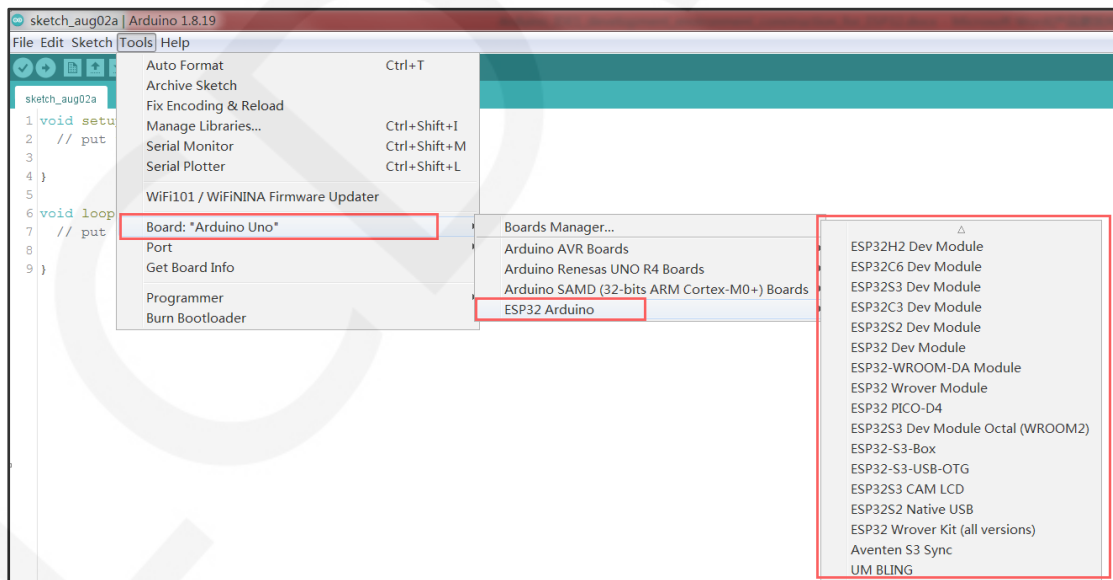 sketch_aug02a | Arduino 1.8.19
File Edit Sketch Tools Help
sketch_aug02a
1 void setu
2 // put
3
4 }
5
6 void loop
7 // put
8
9 }
Auto Format Ctrl+T
Archive Sketch
Fix Encoding & Reload
Manage Libraries... Ctrl+Shift+I
Serial Monitor Ctrl+Shift+M
Serial Plotter Ctrl+Shift+L
WiFi101 / WiFiNINA Firmware Updater
Board: "Arduino Uno"
Port
Get Board Info
Programmer
Burn Bootloader
Boards Manager...
Arduino AVR Boards
Arduino Renesas UNO R4 Boards
Arduino SAMD (32-bits ARM Cortex-M0+) Boards
ESP32 Arduino
ESP32H2 Dev Module
ESP32C6 Dev Module
ESP32S3 Dev Module
ESP32C3 Dev Module
ESP32S2 Dev Module
ESP32 Dev Module
ESP32-WROOM-DA Module
ESP32 Wrover Module
ESP32 PICO-D4
ESP32S3 Dev Module Octal (WROOM2)
ESP32-S3-Box
ESP32-S3-USB-OTG
ESP32S3 CAM LCD
ESP32S2 Native USB
ESP32 Wrover Kit (all versions)
Aventen S3 Sync
UM BLING